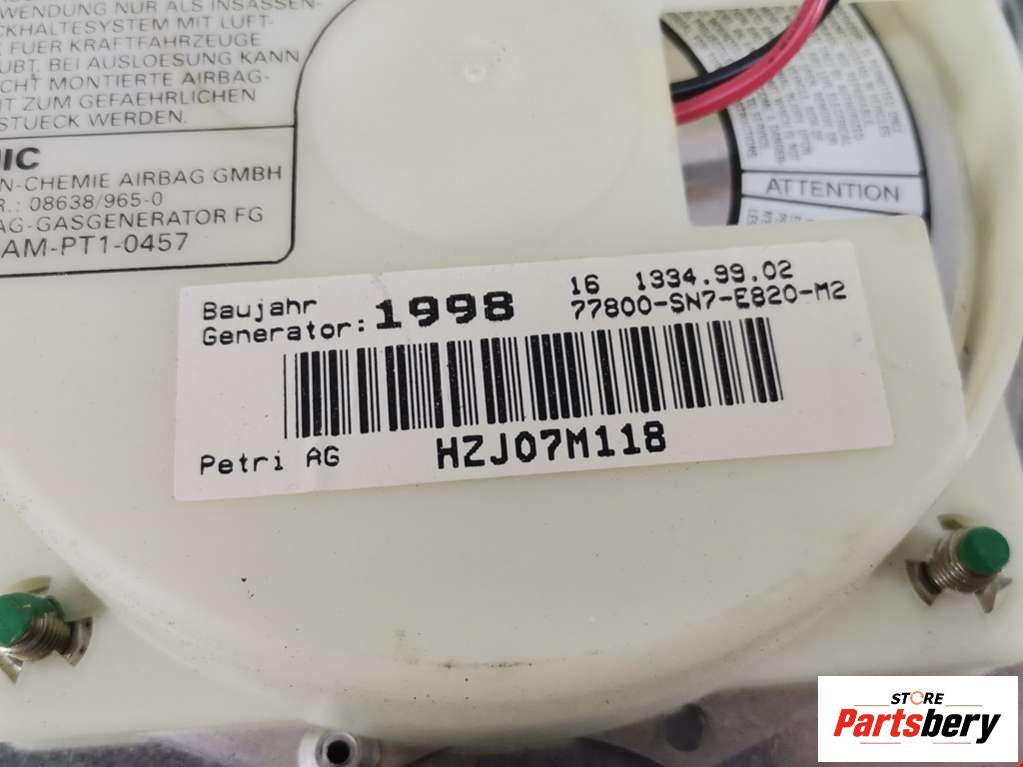 WENDUNG NUR ALS INSASSEN-
CKHALTESYSTEM MIT LUFT-
FUER KRAFTFAHRZEUGE
UBT, BEI AUSLOESUNG KANN
CHT MONTIERTE AIRBAG-
IT ZUM GEFAEHRLICHEN
STUECK WERDEN.
NIC
N-CHEMIE AIRBAG GMBH
R.: 08638/965-0
AG-GASGENERATOR FG
AM-PT1-0457
ATTENTION
Baujahr
Generator: 1998
16 1334.99.02
77800-SN7-E820-M2
Petri AG
HZJ07M118
STORE
Partsbery